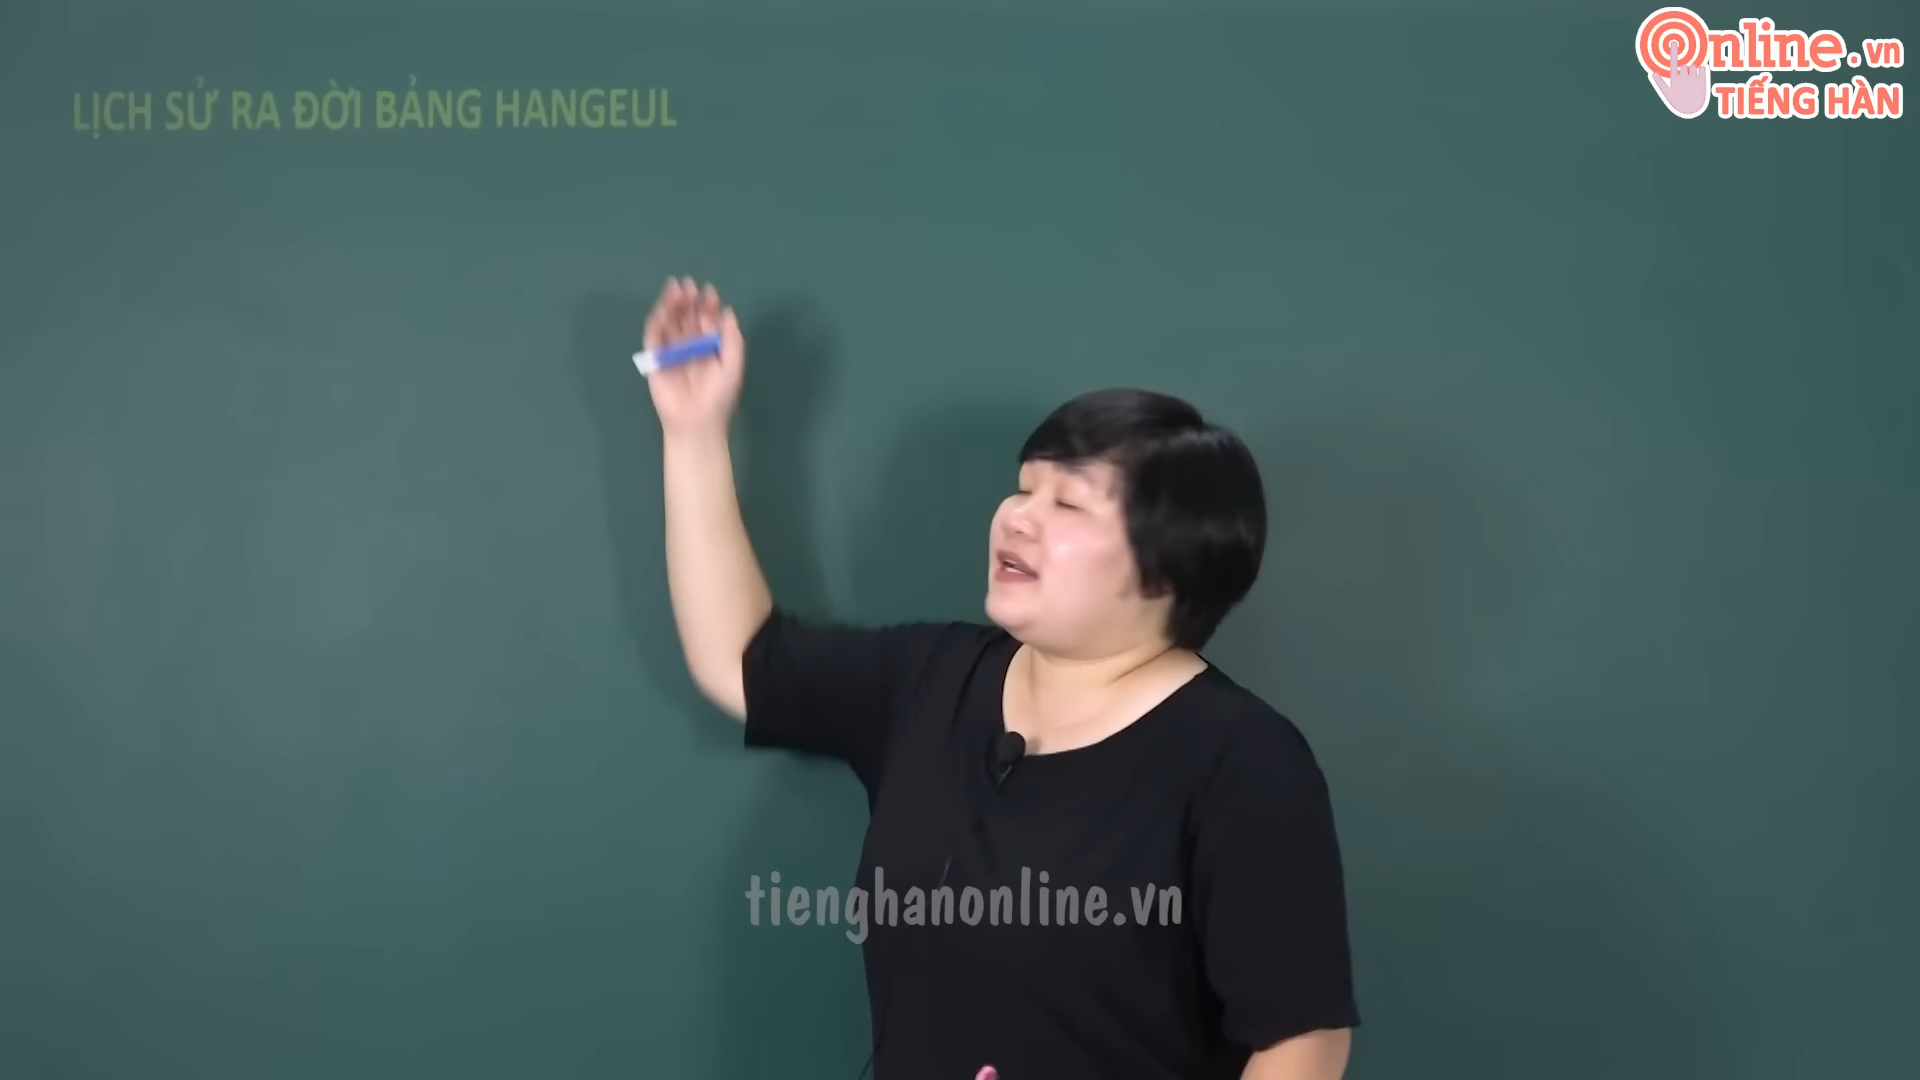 LỊCH SỬ RA ĐỜI BẢNG HANGEUL
Online.vn
TIẾNG HÀN
tienghanonline.vn